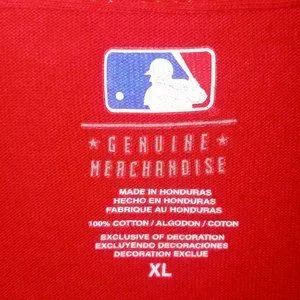 GENUINE
MERCHANDISE
MADE IN HONDURAS
HECHO EN HONDURAS
FABRIQUE AU HONDURAS
100% COTTON / ALGODON / COTON
EXCLUSIVE OF DECORATION
EXCLUYENDO DECORACIONES
DECORATION EXCLUE
XL